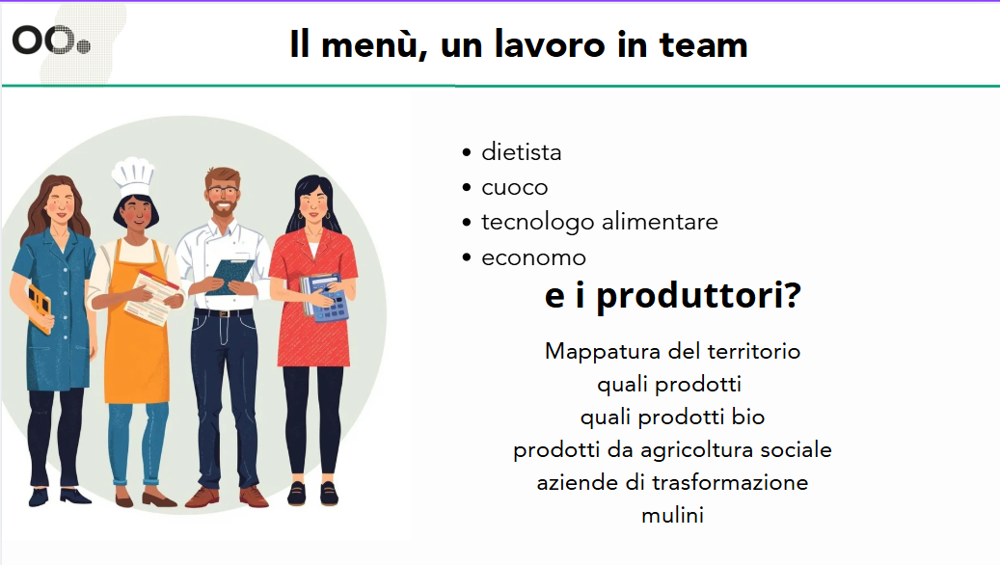 Il menù, un lavoro in team
• dietista
• cuoco
• tecnologo alimentare
• economo
e i produttori?
Mappatura del territorio
quali prodotti
quali prodotti bio
prodotti da agricoltura sociale
aziende di trasformazione
mulini